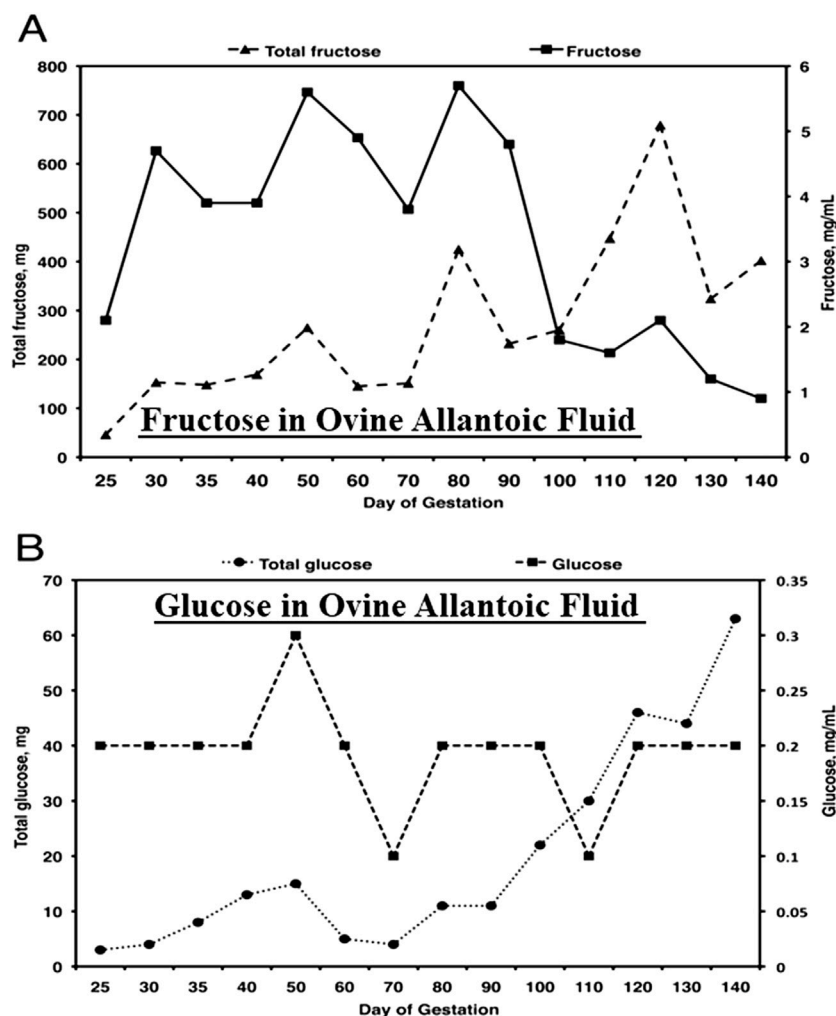 A
Total fructose
Fructose
800
700
600
500
400
300
200
100
0
Total fructose, mg
6
5
4
3
2
1
0
Fructose, mg/mL
Fructose in Ovine Allantoic Fluid
25 30 35 40 50 60 70 80 90 100 110 120 130 140
Day of Gestation
B
Total glucose
Glucose
70
60
50
40
30
20
10
0
Total glucose, mg
0.35
0.3
0.25
0.2
0.15
0.1
0.05
0
Glucose, mg/mL
Glucose in Ovine Allantoic Fluid
25 30 35 40 50 60 70 80 90 100 110 120 130 140
Day of Gestation